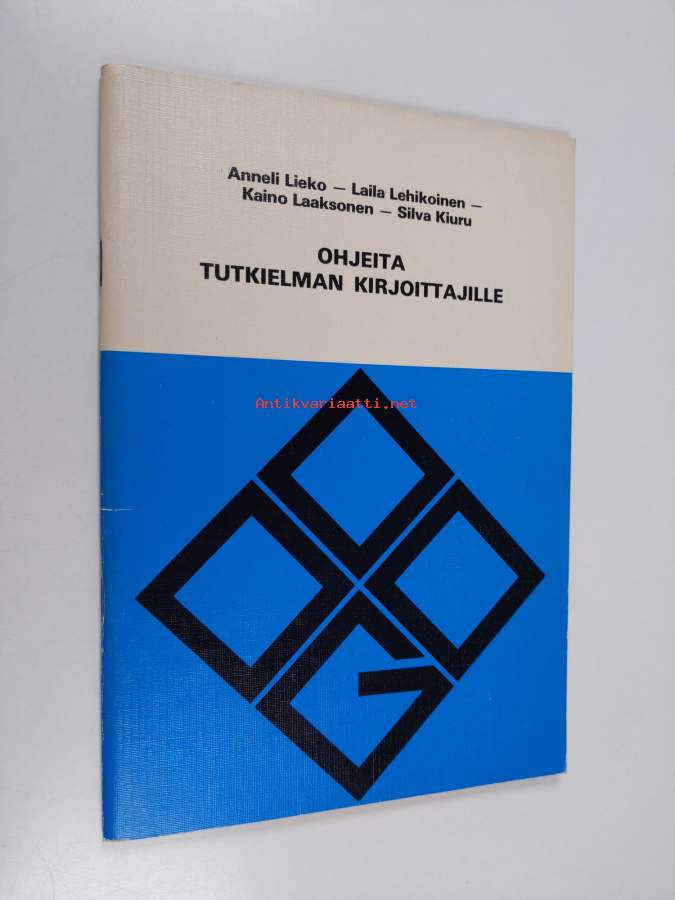 Anneli Lieko — Laila Lehikoinen —
Kaino Laaksonen — Silva Kiuru
OHJEITA
TUTKIELMAN KIRJOITTAJILLE
Antikvariaatti.net
G